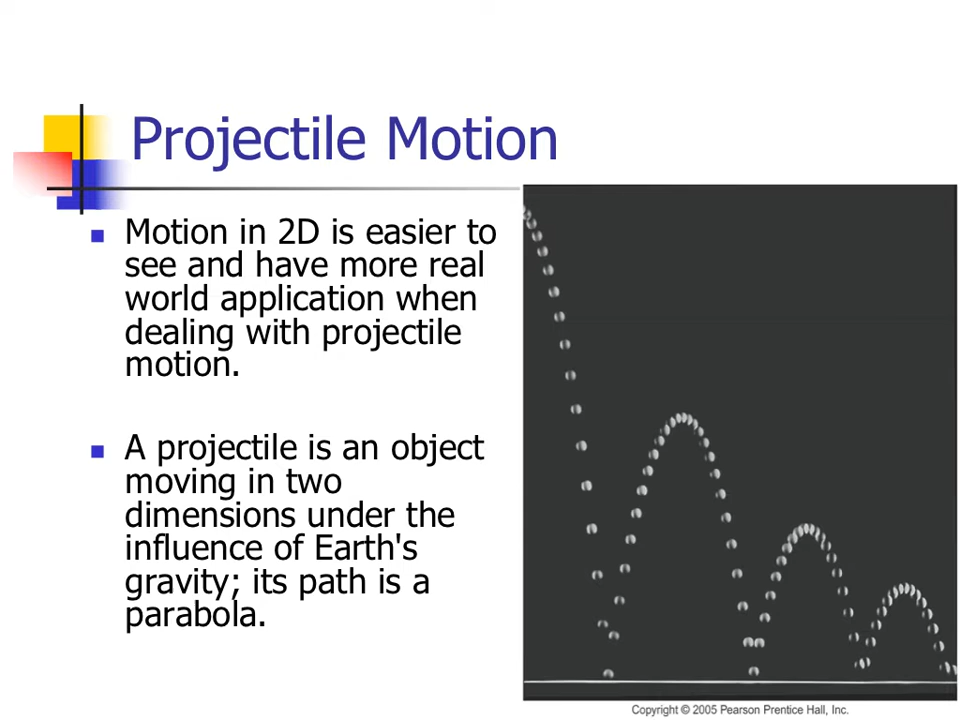 Projectile Motion
Motion in 2D is easier to
see and have more real
world application when
dealing with projectile
motion.
A projectile is an object
moving in two
dimensions under the
influence of Earth's
gravity; its path is a
parabola.
Copyright © 2005 Pearson Prentice Hall, Inc.